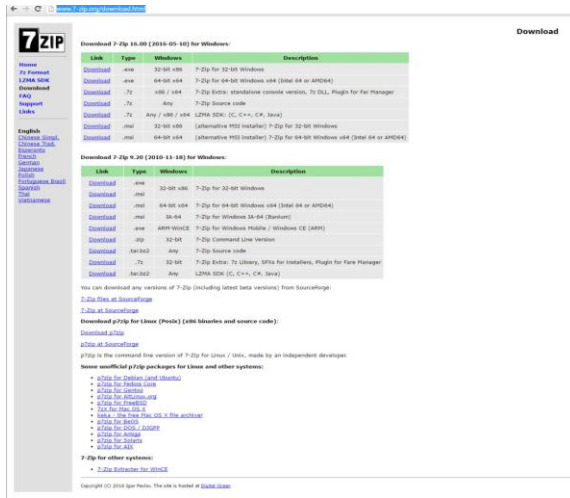 www.7-zip.org/download.html
7ZIP
Home
7z Format
LZMA SDK
Download
FAQ
Support
Links
English
Chinese Simpl.
Chinese Trad.
Esperanto
French
German
Japanese
Polish
Portuguese Brazil
Spanish
Thai
Vietnamese
Download
Download 7-Zip 16.00 (2016-05-10) for Windows:
Link Type Windows Description
Download .exe 32-bit x86 7-Zip for 32-bit Windows
Download .exe 64-bit x64 7-Zip for 64-bit Windows x64 (Intel 64 or AMD64)
Download .7z x86 / x64 7-Zip Extra: standalone console version, 7z DLL, Plugin for Far Manager
Download .7z Any 7-Zip Source code
Download .7z Any / x86 / x64 LZMA SDK: (C, C++, C#, Java)
Download .msi 32-bit x86 (alternative MSI installer) 7-Zip for 32-bit Windows
Download .msi 64-bit x64 (alternative MSI installer) 7-Zip for 64-bit Windows x64 (Intel 64 or AMD64)
Download 7-Zip 9.20 (2010-11-18) for Windows:
Link Type Windows Description
Download .exe 32-bit x86 7-Zip for 32-bit Windows
Download .msi
Download .msi 64-bit x64 7-Zip for 64-bit Windows x64 (Intel 64 or AMD64)
Download .msi IA-64 7-Zip for Windows IA-64 (Itanium)
Download .exe ARM-WinCE 7-Zip for Windows Mobile / Windows CE (ARM)
Download .zip 32-bit 7-Zip Command Line Version
Download .tar.bz2 Any 7-Zip Source code
Download .7z 32-bit 7-Zip Extra: 7z Library, SFXs for installers, Plugin for Far Manager
Download .tar.bz2 Any LZMA SDK (C, C++, C#, Java)
You can download any versions of 7-Zip (including latest beta versions) from SourceForge:
7-Zip files at SourceForge
7-Zip at SourceForge
Download p7zip for Linux (Posix) (x86 binaries and source code):
Download p7zip
p7zip at SourceForge
p7zip is the command line version of 7-Zip for Linux / Unix, made by an independent developer.
Some unofficial p7zip packages for Linux and other systems:
p7zip for Debian (and Ubuntu)
p7zip for Fedora Core
p7zip for Gentoo
p7zip for AltLinux.org
p7zip for FreeBSD
7zX for Mac OS X
keka - the free Mac OS X file archiver
p7zip for BeOS
p7zip for DOS / DJGPP
p7zip for Amiga
p7zip for Solaris
p7zip for AIX
7-Zip for other systems:
7-Zip Extracter for WinCE
Copyright (C) 2016 Igor Pavlov. The site is hosted at Digital Ocean